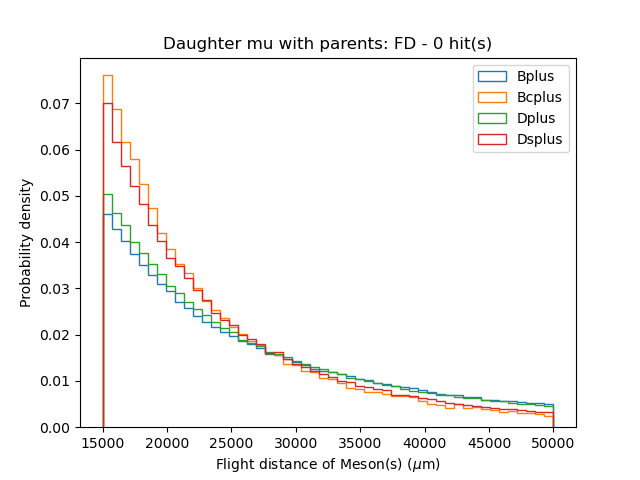 Daughter mu with parents: FD - 0 hit(s)
Bplus
Bcplus
Dplus
Dsplus
Probability density
0.07
0.06
0.05
0.04
0.03
0.02
0.01
0.00
15000 20000 25000 30000 35000 40000 45000 50000
Flight distance of Meson(s) (μm)